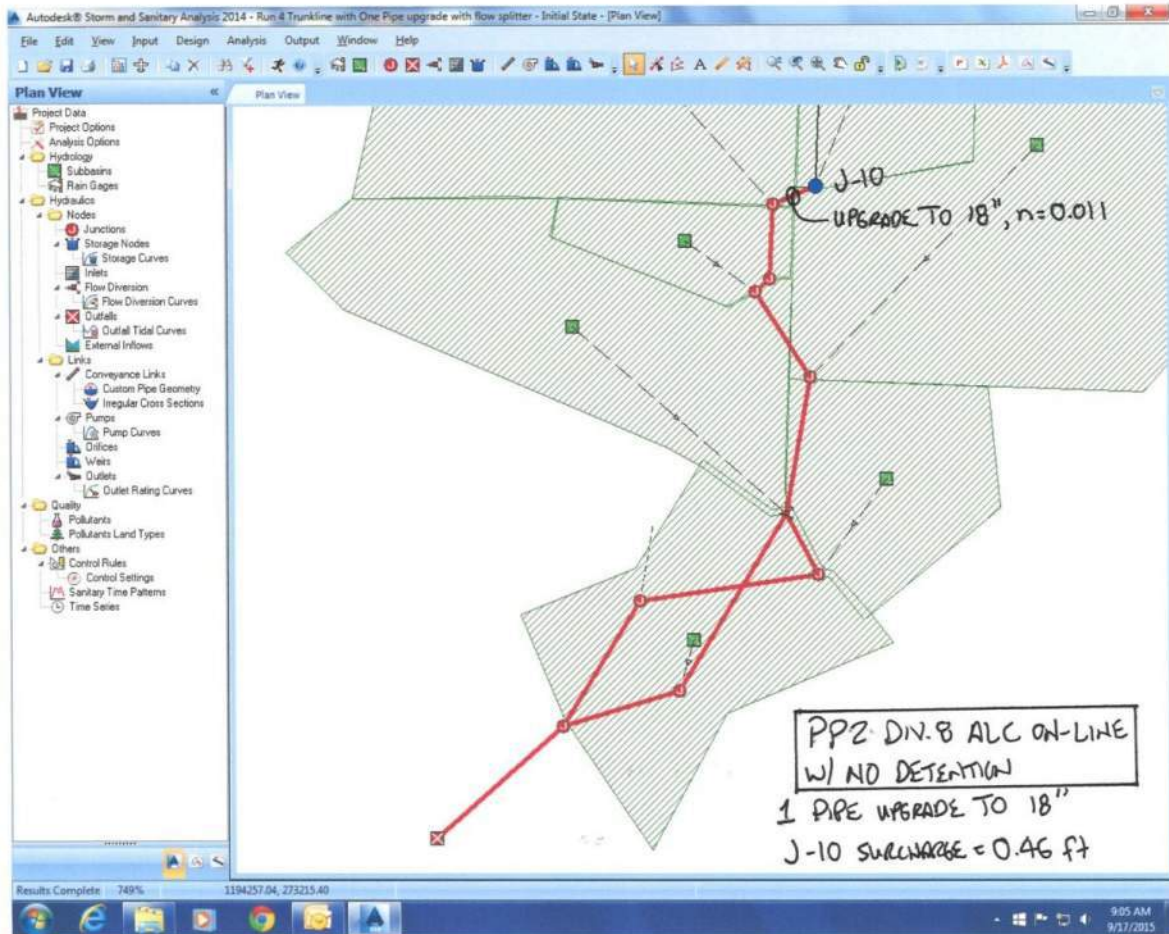 Autodesk® Storm and Sanitary Analysis 2014 - Run 4 Trunkline with One Pipe upgrade with flow splitter - Initial State - [Plan View]
File Edit View Input Design Analysis Output Window Help
Plan View
Plan View
Project Data
Project Options
Analysis Options
Hydrology
Subbasins
Rain Gages
Hydraulics
Nodes
Junctions
Storage Nodes
Storage Curves
Inlets
Flow Diversion
Flow Diversion Curves
Outfalls
Outfall Tidal Curves
External Inflows
Links
Conveyance Links
Custom Pipe Geometry
Irregular Cross Sections
Pumps
Pump Curves
Orifices
Weirs
Outlets
Outlet Rating Curves
Quality
Pollutants
Pollutants Land Types
Others
Control Rules
Control Settings
Sanitary Time Patterns
Time Series
J-10
UPGRADE TO 18", n=0.011
PP2 DIV. 8 ALC ON-LINE
W/ NO DETENTION
1 PIPE UPGRADE TO 18"
J-10 SURCHARGE = 0.46 ft
Results Complete 749% 1194257.04, 273215.40
9:05 AM
9/17/2015